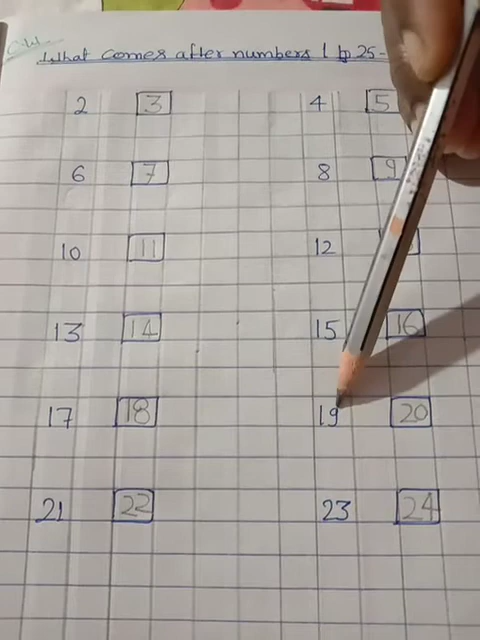 C.W.
What comes after numbers 1 to 25-
2 3 4 5
6 7 8 9
10 11 12
13 14 15 16
17 18 19 20
21 22 23 24